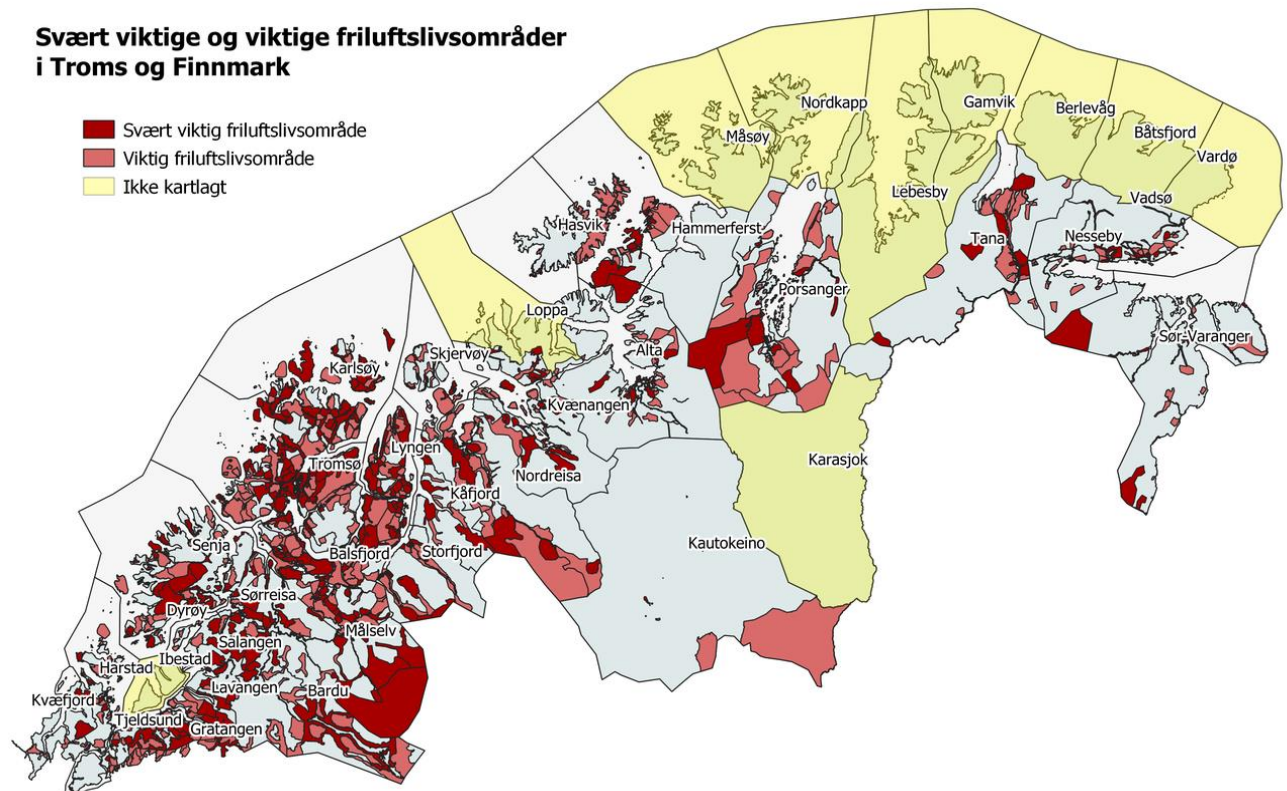 Svært viktige og viktige friluftslivsområder
i Troms og Finnmark
Svært viktig friluftslivsområde
Viktig friluftslivsområde
Ikke kartlagt
Nordkapp
Gamvik
Berlevåg
Måsøy
Båtsfjord
Vardø
Lebesby
Vadsø
Hasvik
Hammerferst
Tana
Nesseby
Porsanger
Loppa
Sør-Varanger
Skjervøy
Alta
Karlsøy
Kvænangen
Lyngen
Karasjok
Tromsø
Nordreisa
Kåfjord
Kautokeino
Senja
Balsfjord
Storfjord
Sørreisa
Dyrøy
Målselv
Salangen
Ibestad
Harstad
Lavangen
Bardu
Kvæfjord
Tjeldsund
Gratangen